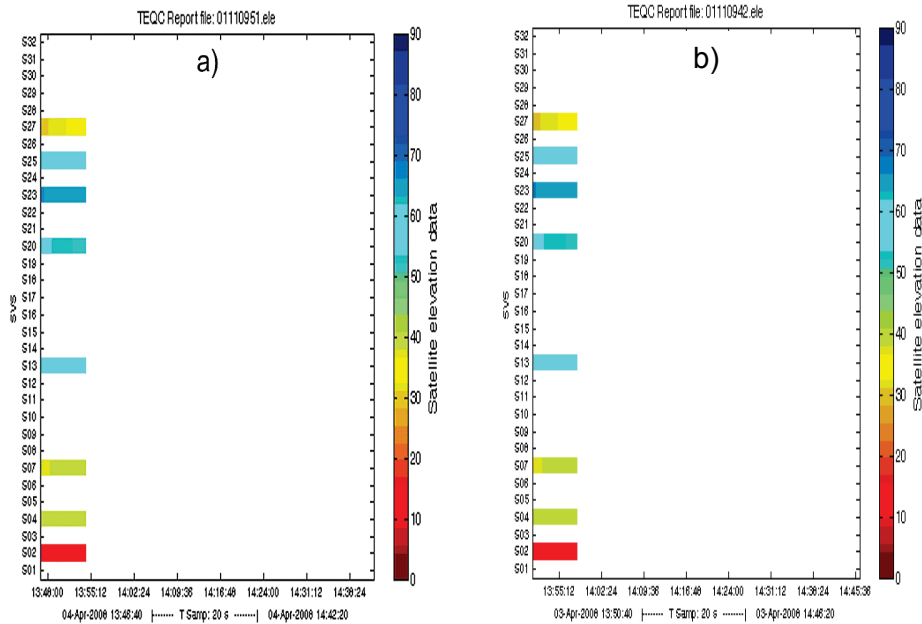 TEQC Report file: 01110951.ele
a)
S32
S31
S30
S29
S28
S27
S26
S25
S24
S23
S22
S21
S20
S19
S18
S17
S16
S15
S14
S13
S12
S11
S10
S09
S08
S07
S06
S05
S04
S03
S02
S01
svs
13:48:00 13:55:12 14:02:24 14:09:36 14:16:48 14:24:00 14:31:12 14:38:24
04-Apr-2008 13:46:40 |------- T Samp: 20 s -------| 04-Apr-2008 14:42:20
90
80
70
60
50
40
30
20
10
0
Satellite elevation data
TEQC Report file: 01110942.ele
b)
S32
S31
S30
S29
S28
S27
S26
S25
S24
S23
S22
S21
S20
S19
S18
S17
S16
S15
S14
S13
S12
S11
S10
S09
S08
S07
S06
S05
S04
S03
S02
S01
svs
13:55:12 14:02:24 14:09:36 14:16:48 14:24:00 14:31:12 14:38:24 14:45:36
03-Apr-2008 13:50:40 |------- T Samp: 20 s -------| 03-Apr-2008 14:46:20
90
80
70
60
50
40
30
20
10
0
Satellite elevation data